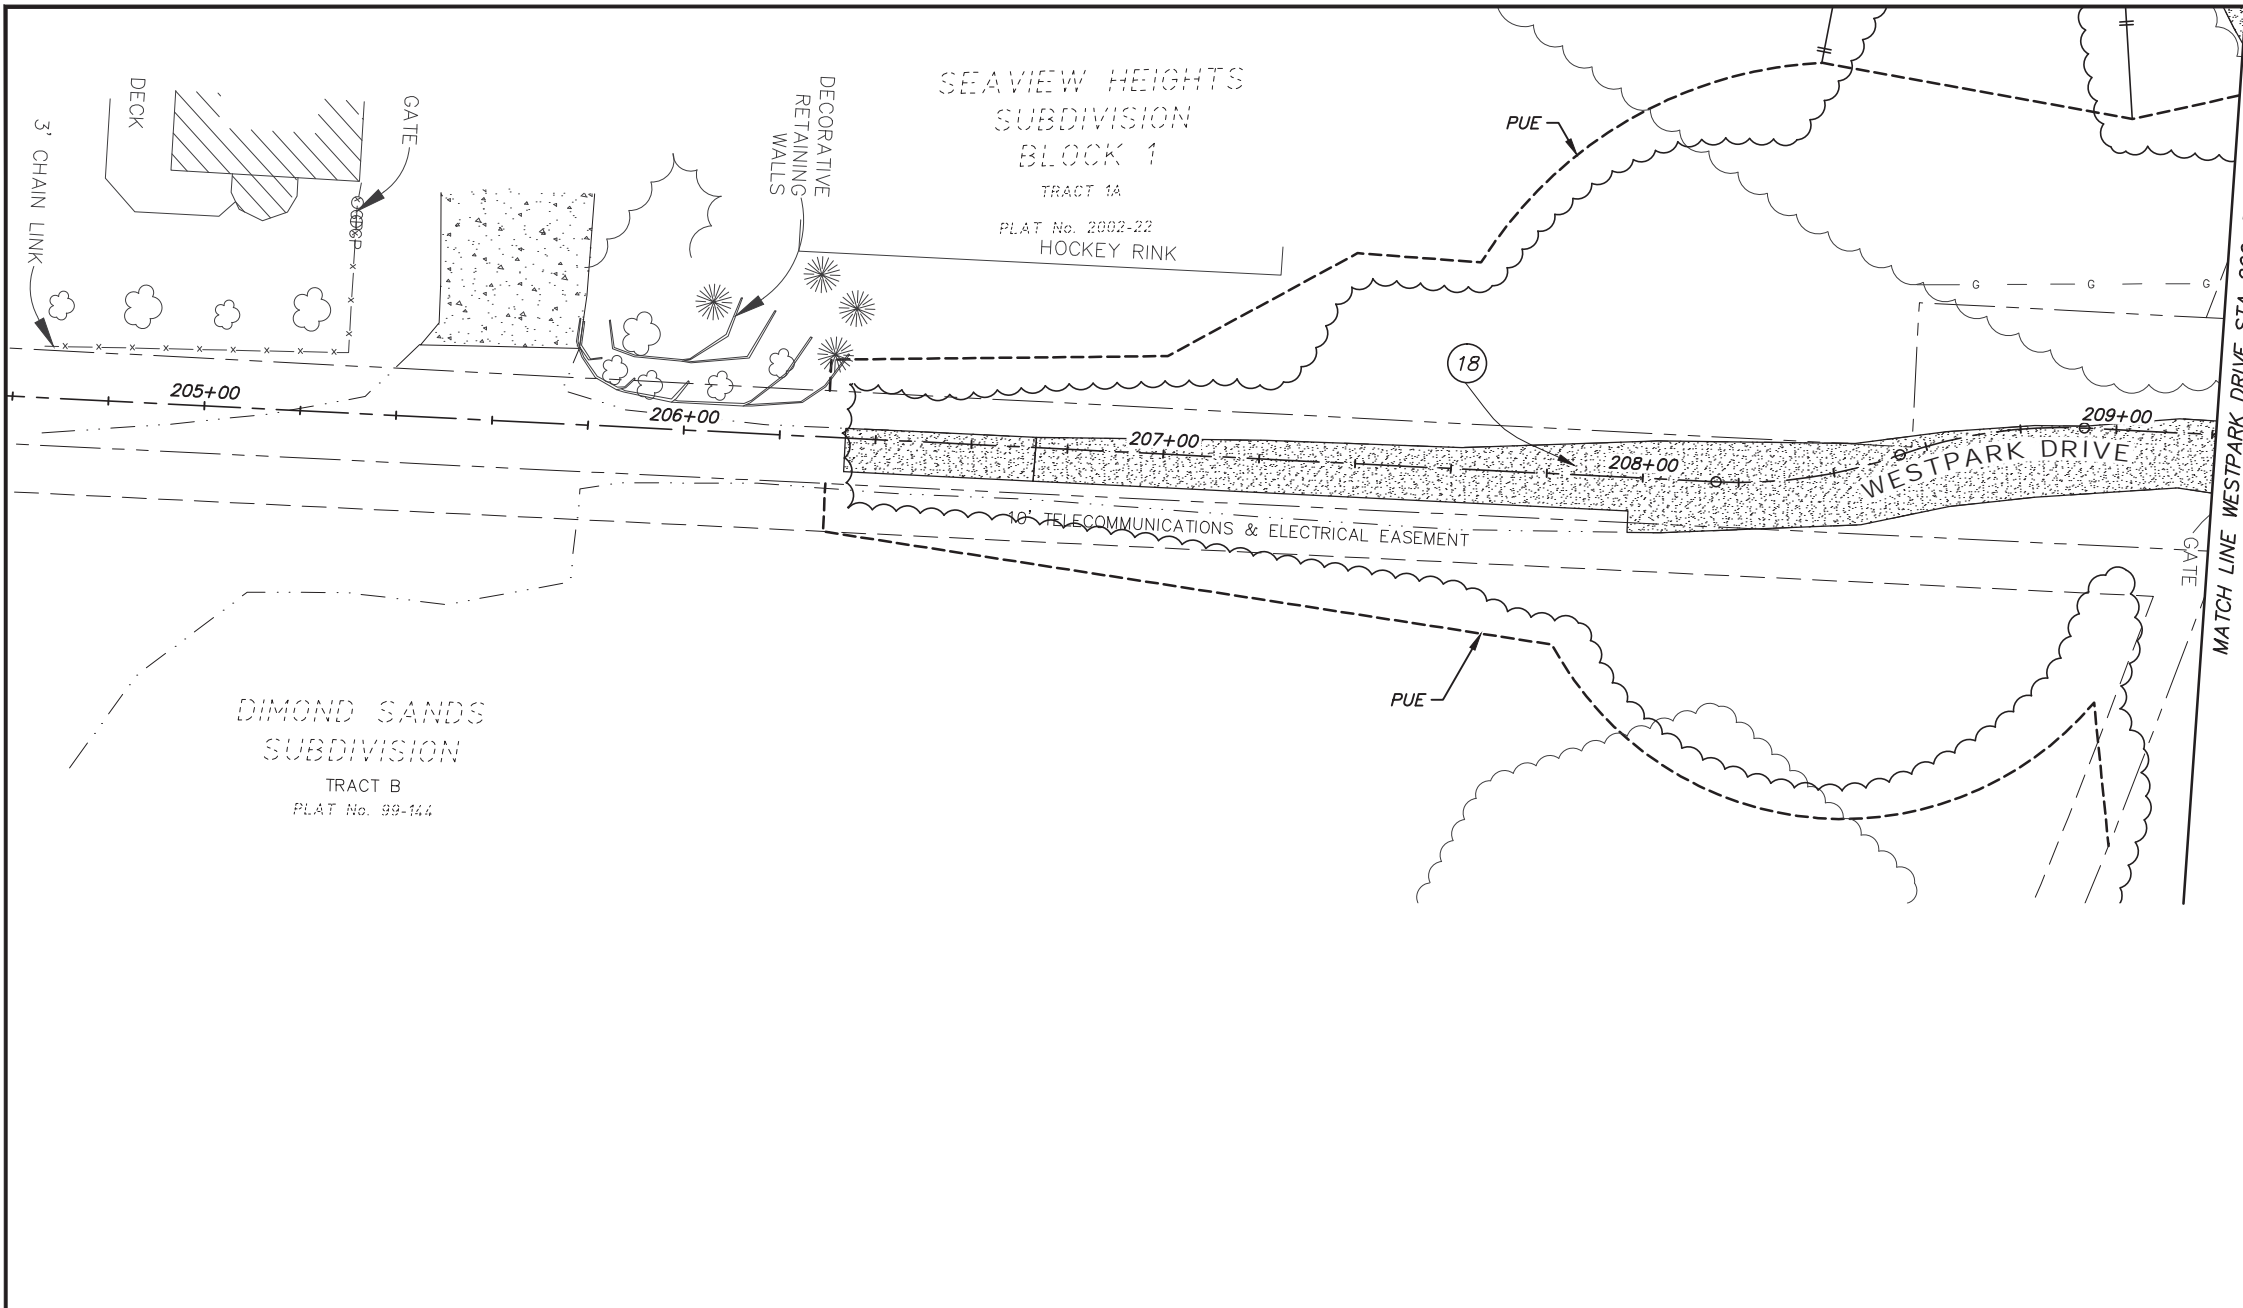 SEAVIEW HEIGHTS
SUBDIVISION
BLOCK 1
TRACT 1A
PLAT No. 2002-22
HOCKEY RINK
DECK
GATE
3' CHAIN LINK
DECORATIVE
RETAINING
WALLS
PUE
18
205+00
206+00
207+00
208+00
209+00
WESTPARK DRIVE
10' TELECOMMUNICATIONS & ELECTRICAL EASEMENT
G
G
G
GATE
MATCH LINE WESTPARK DRIVE STA
PUE
DIMOND SANDS
SUBDIVISION
TRACT B
PLAT No. 99-144